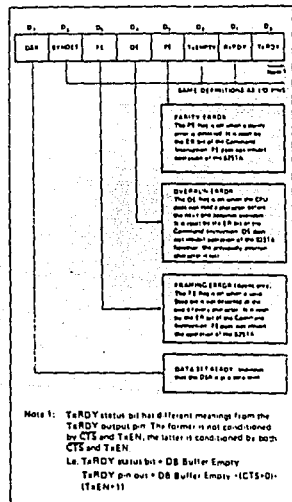 D7 D6 D5 D4 D3 D2 D1 D0
DSR SYNDET FE OE PE TxEMPTY RxRDY TxRDY
Note 1
SAME DEFINITIONS AS I/O PINS
PARITY ERROR
The PE flag is set when a parity
error is detected. It is reset by
the ER bit of the Command
Instruction. PE does not inhibit
operation of the 8251A.
OVERRUN ERROR
The OE flag is set when the CPU
does not read a character before
the next one becomes available.
It is reset by the ER bit of the
Command Instruction. OE does
not inhibit operation of the 8251A
however, the previously overrun
character is lost.
FRAMING ERROR (Async only)
The FE flag is set when a valid
Stop bit is not detected at the
end of every character. It is reset
by the ER bit of the Command
Instruction. FE does not inhibit
the operation of the 8251A.
DATA SET READY: Indicates
that the DSR is at a zero level.
Note 1: TxRDY status bit has different meanings from the
TxRDY output pin. The former is not conditioned
by CTS and TxEN; the latter is conditioned by both
CTS and TxEN.
i.e. TxRDY status bit = DB Buffer Empty
TxRDY pin out = DB Buffer Empty ·(CTS=0)·
(TxEN=1)